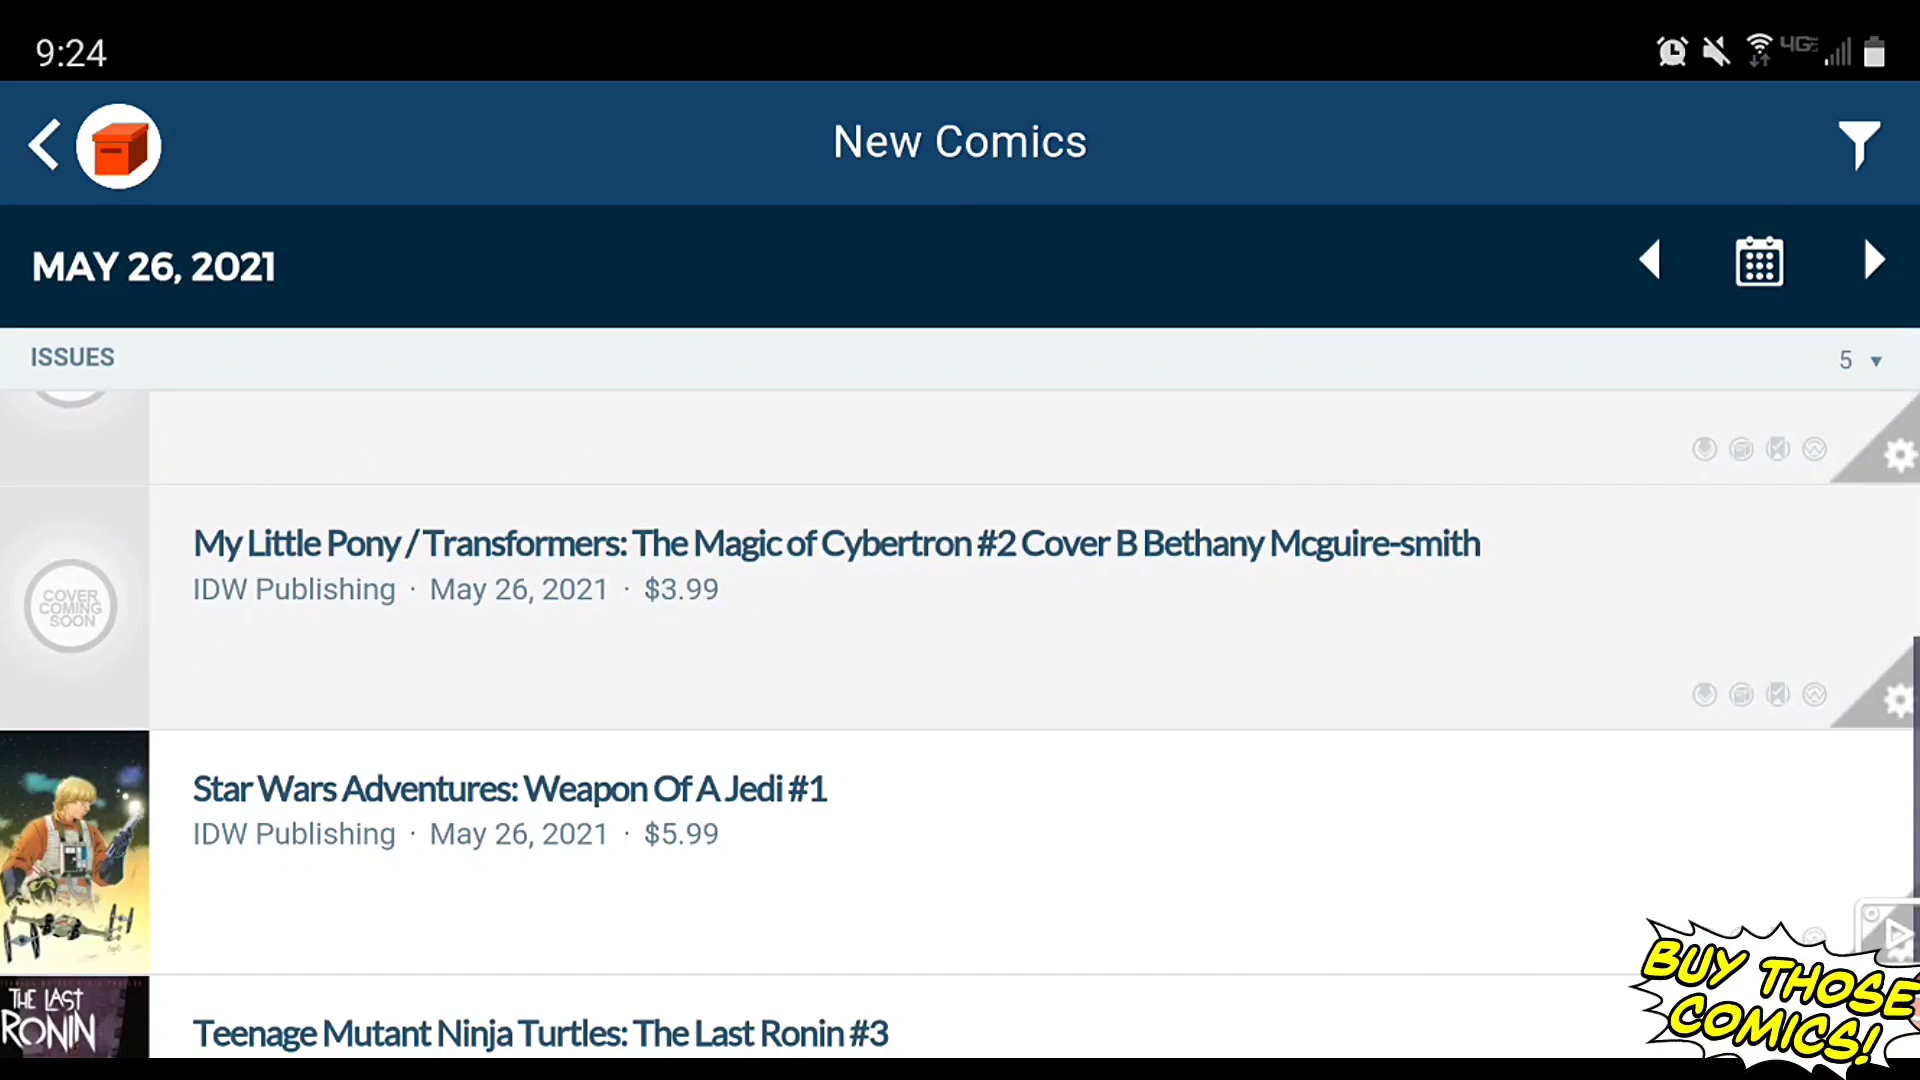 9:24
4G
New Comics
MAY 26, 2021
ISSUES
5
My Little Pony / Transformers: The Magic of Cybertron #2 Cover B Bethany Mcguire-smith
IDW Publishing · May 26, 2021 · $3.99
COVER
COMING
SOON
Star Wars Adventures: Weapon Of A Jedi #1
IDW Publishing · May 26, 2021 · $5.99
THE LAST
RONIN
Teenage Mutant Ninja Turtles: The Last Ronin #3
BUY THOSE
COMICS!